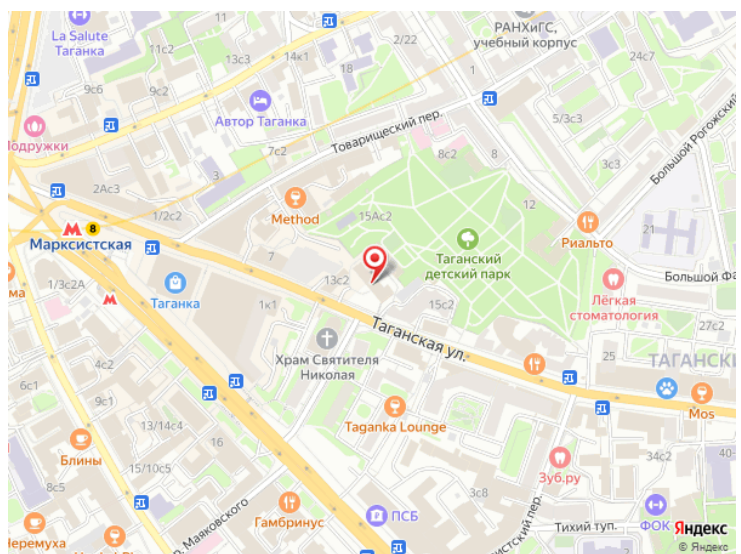 La Salute
Таганка
11с2
13с3
14к1
2/22
РАНХиГС,
учебный корпус
18
1
24с7
9с6
9с2
Автор Таганка
Товарищеский пер.
5/3с3
Подружки
7с2
8с2
8
3с3
Большой Рогожский
2Ас3
3
12
1/2с2
Method
15Ас2
8
Марксистская
7
Таганский
детский парк
Риальто
21
1/3с2А
Таганка
13с2
15с2
Большой Фа
Лёгкая
стоматология
1к1
Таганская ул.
27с2
4с2
Храм Святителя
Николая
25
ТАГАНСКИ
6с1
13/14с4
Taganka Lounge
Mos
Блины
16
15/10с5
8с5
Зуб.ру
34с2
40-
3с8
Маяковского
Гамбринус
ПСБ
Тихий туп.
ФОК
Яндекс
Черемуха
© Яндекс